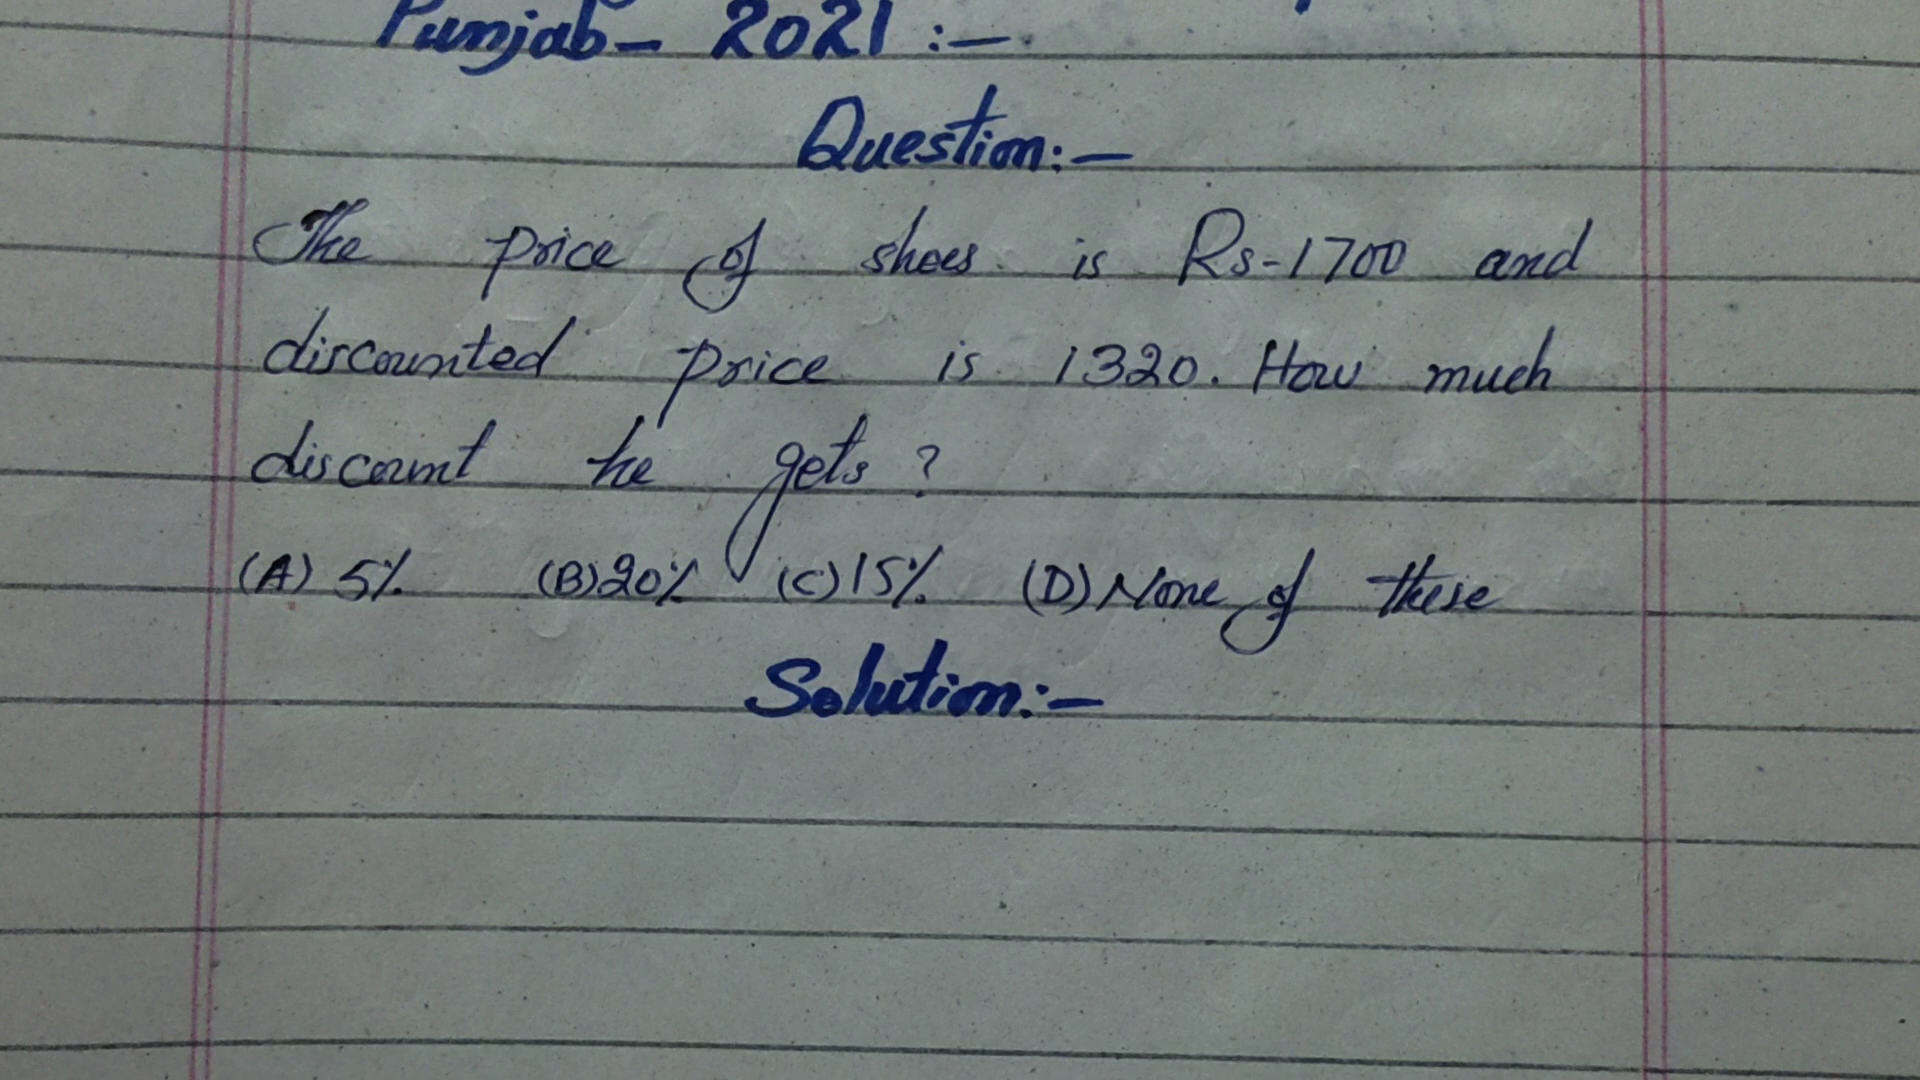 Punjab- 2021 :-
Question:-
The price of shoes is Rs-1700 and
discounted price is 1320. How much
discount he gets ?
(A) 5% (B) 20% (C) 15% (D) None of these
Solution:-